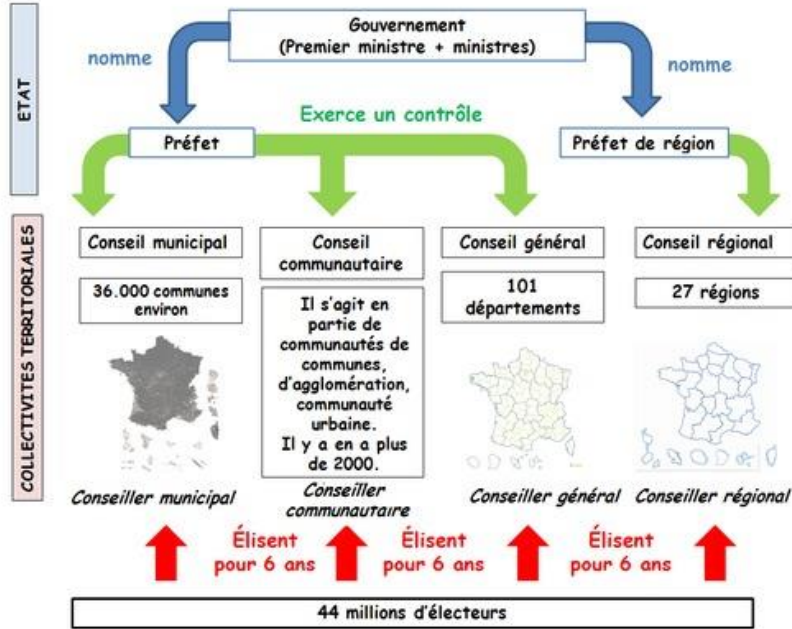 Gouvernement
(Premier ministre + ministres)
nomme
nomme
ETAT
Exerce un contrôle
Préfet
Préfet de région
COLLECTIVITES TERRITORIALES
Conseil municipal
36.000 communes
environ
Conseiller municipal
Conseil
communautaire
Il s'agit en
partie de
communautés de
communes,
d'agglomération,
communauté
urbaine.
Il y a en a plus
de 2000.
Conseiller
communautaire
Conseil général
101
départements
Conseiller général
Conseil régional
27 régions
Conseiller régional
Élisent
pour 6 ans
Élisent
pour 6 ans
Élisent
pour 6 ans
44 millions d'électeurs